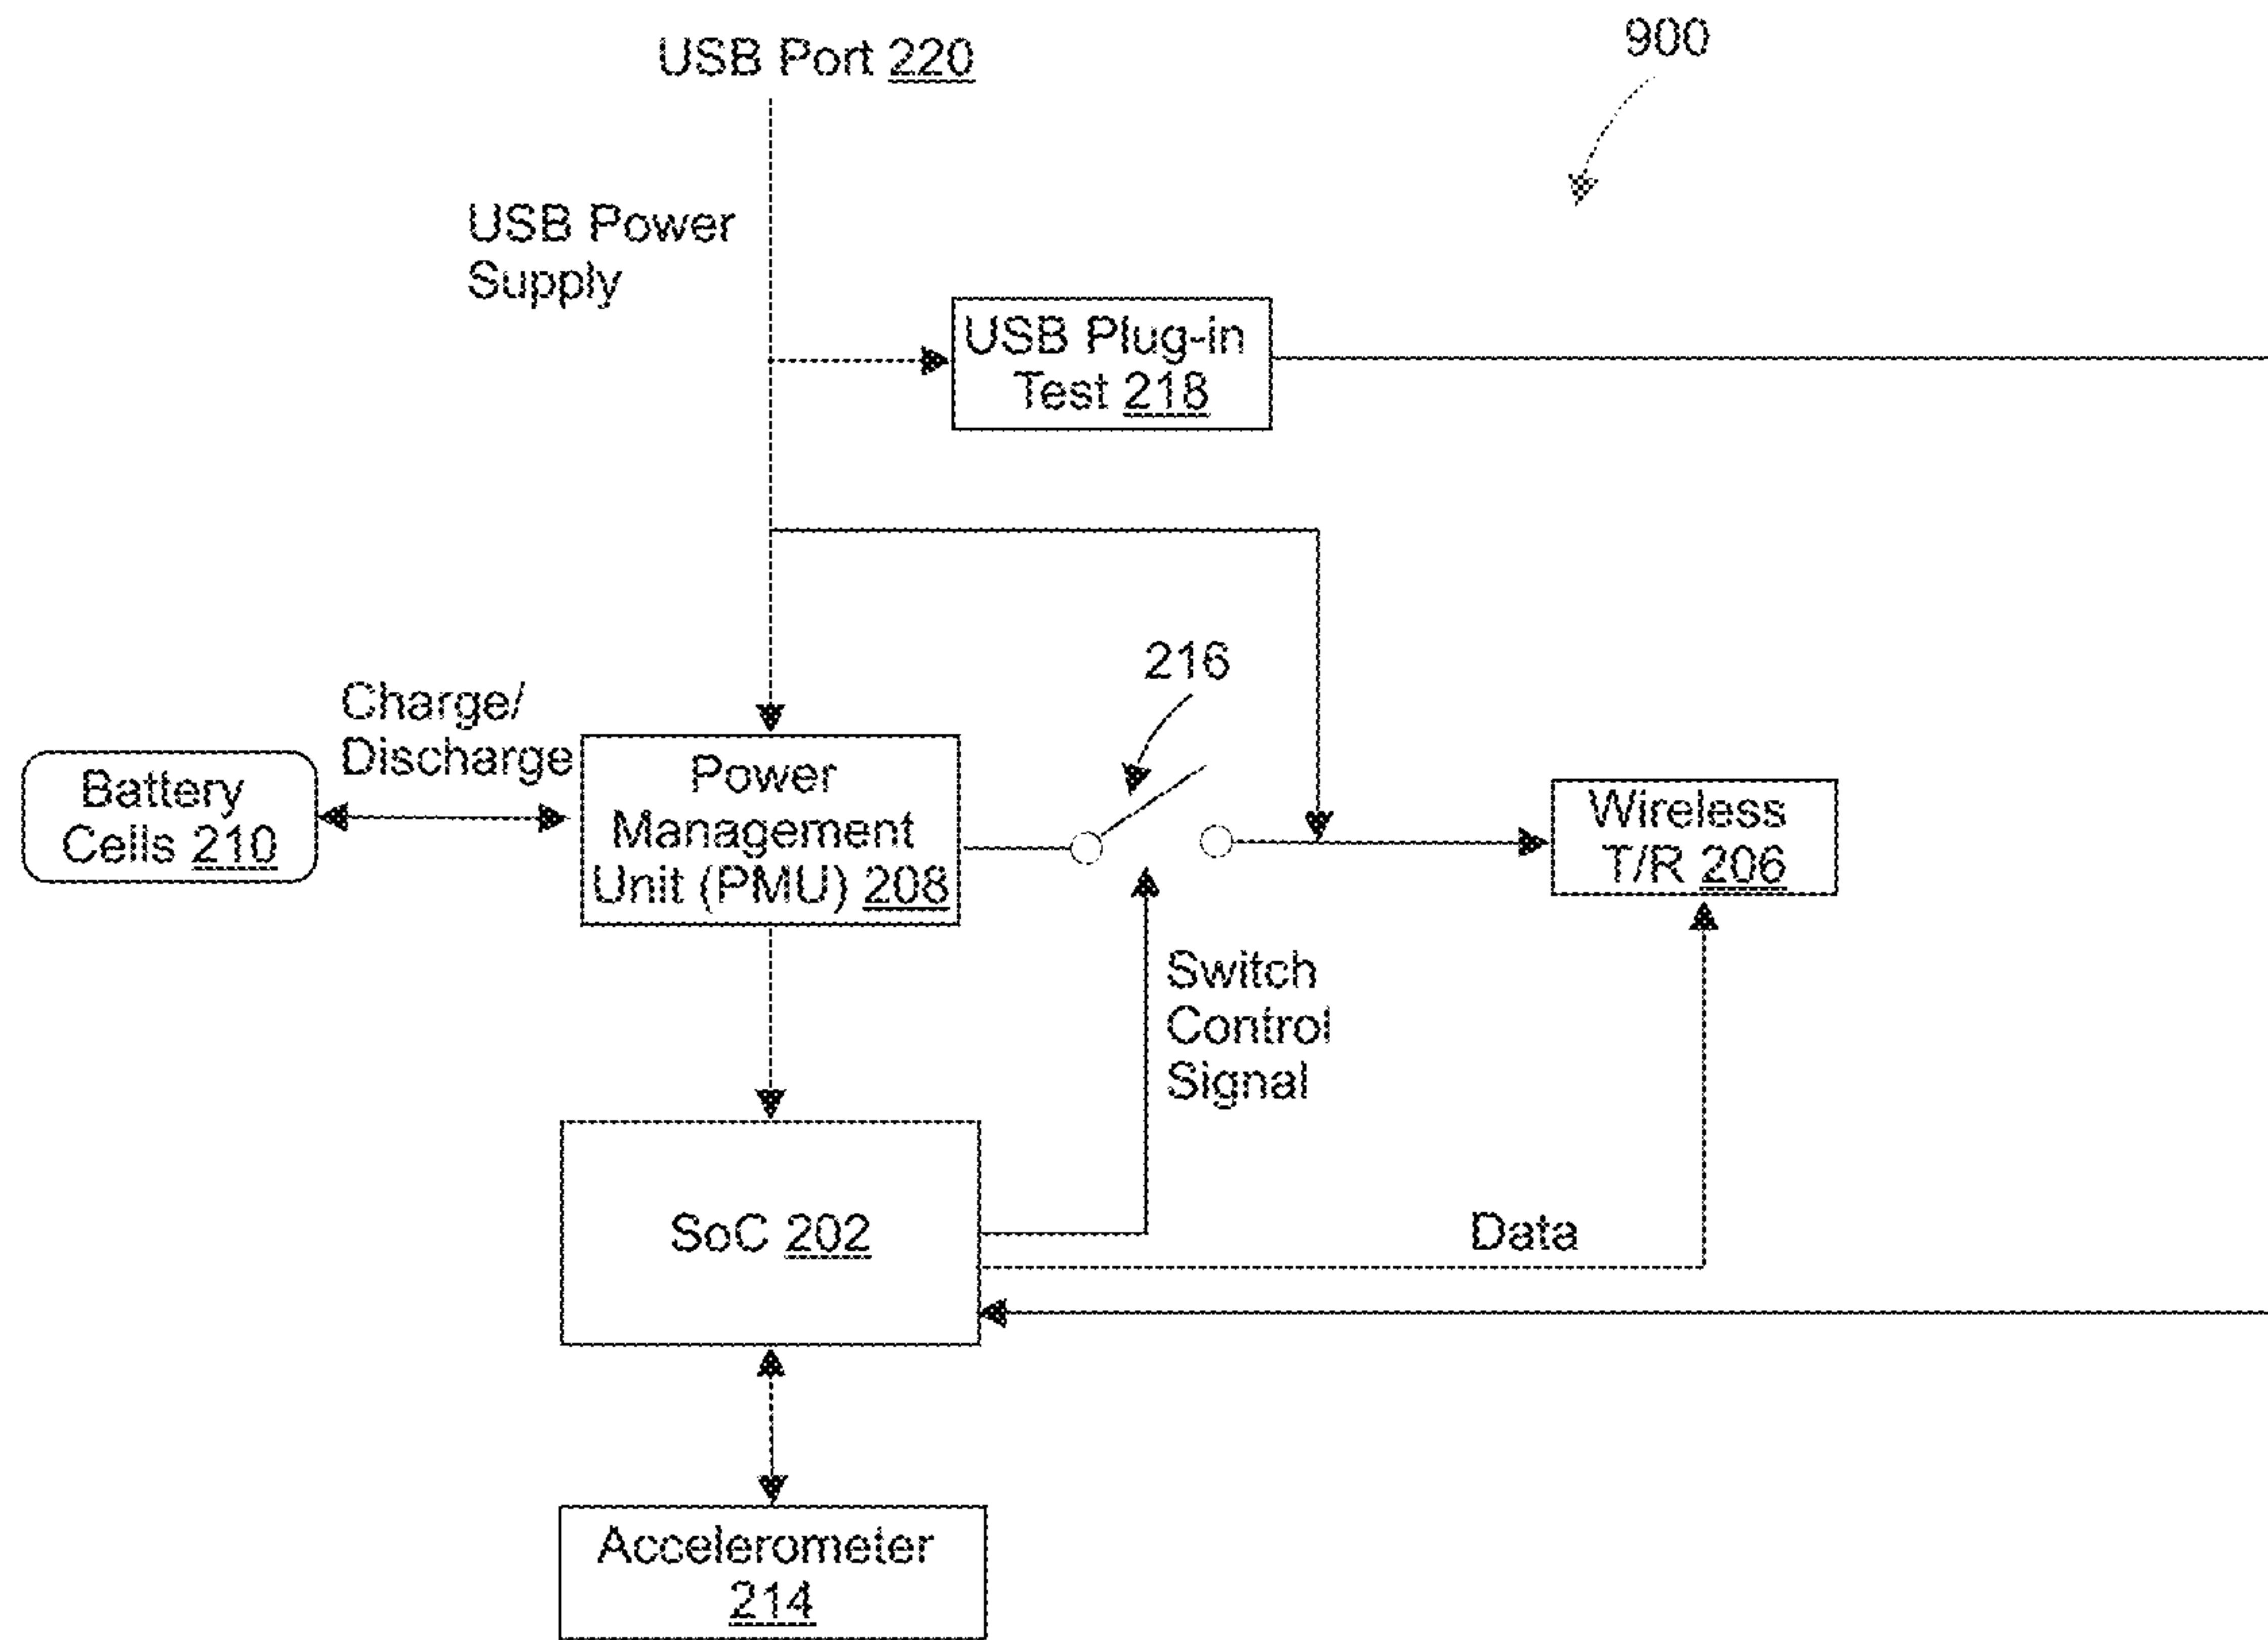 USB Port 220
900
USB Power
Supply
USB Plug-in
Test 218
216
Charge/
Discharge
Battery
Cells 210
Power
Management
Unit (PMU) 208
Wireless
T/R 206
Switch
Control
Signal
SoC 202
Data
Accelerometer
214